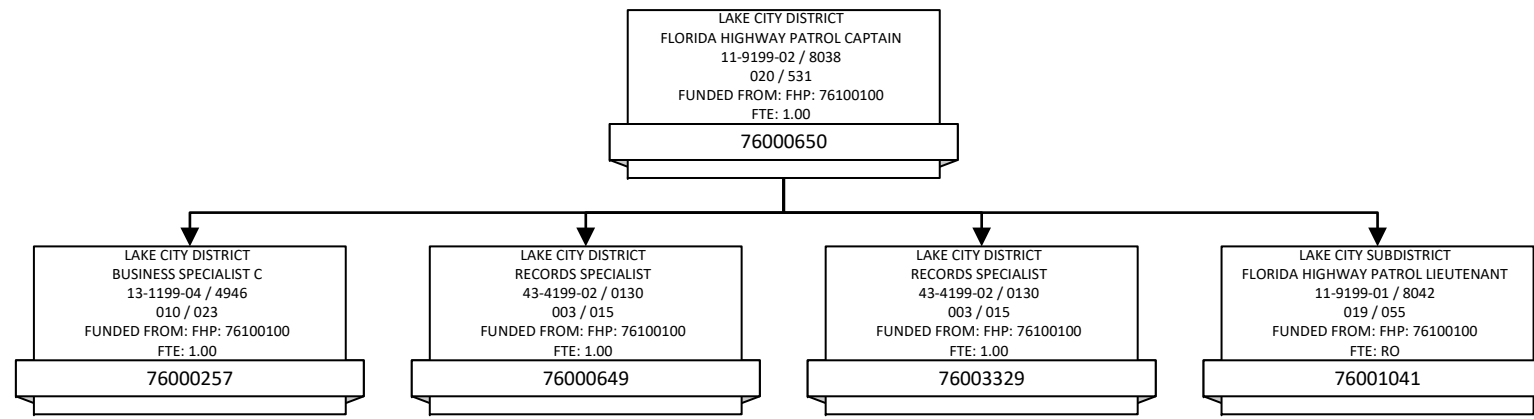 LAKE CITY DISTRICT
FLORIDA HIGHWAY PATROL CAPTAIN
11-9199-02 / 8038
020 / 531
FUNDED FROM: FHP: 76100100
FTE: 1.00
76000650
LAKE CITY DISTRICT
BUSINESS SPECIALIST C
13-1199-04 / 4946
010 / 023
FUNDED FROM: FHP: 76100100
FTE: 1.00
76000257
LAKE CITY DISTRICT
RECORDS SPECIALIST
43-4199-02 / 0130
003 / 015
FUNDED FROM: FHP: 76100100
FTE: 1.00
76000649
LAKE CITY DISTRICT
RECORDS SPECIALIST
43-4199-02 / 0130
003 / 015
FUNDED FROM: FHP: 76100100
FTE: 1.00
76003329
LAKE CITY SUBDISTRICT
FLORIDA HIGHWAY PATROL LIEUTENANT
11-9199-01 / 8042
019 / 055
FUNDED FROM: FHP: 76100100
FTE: RO
76001041